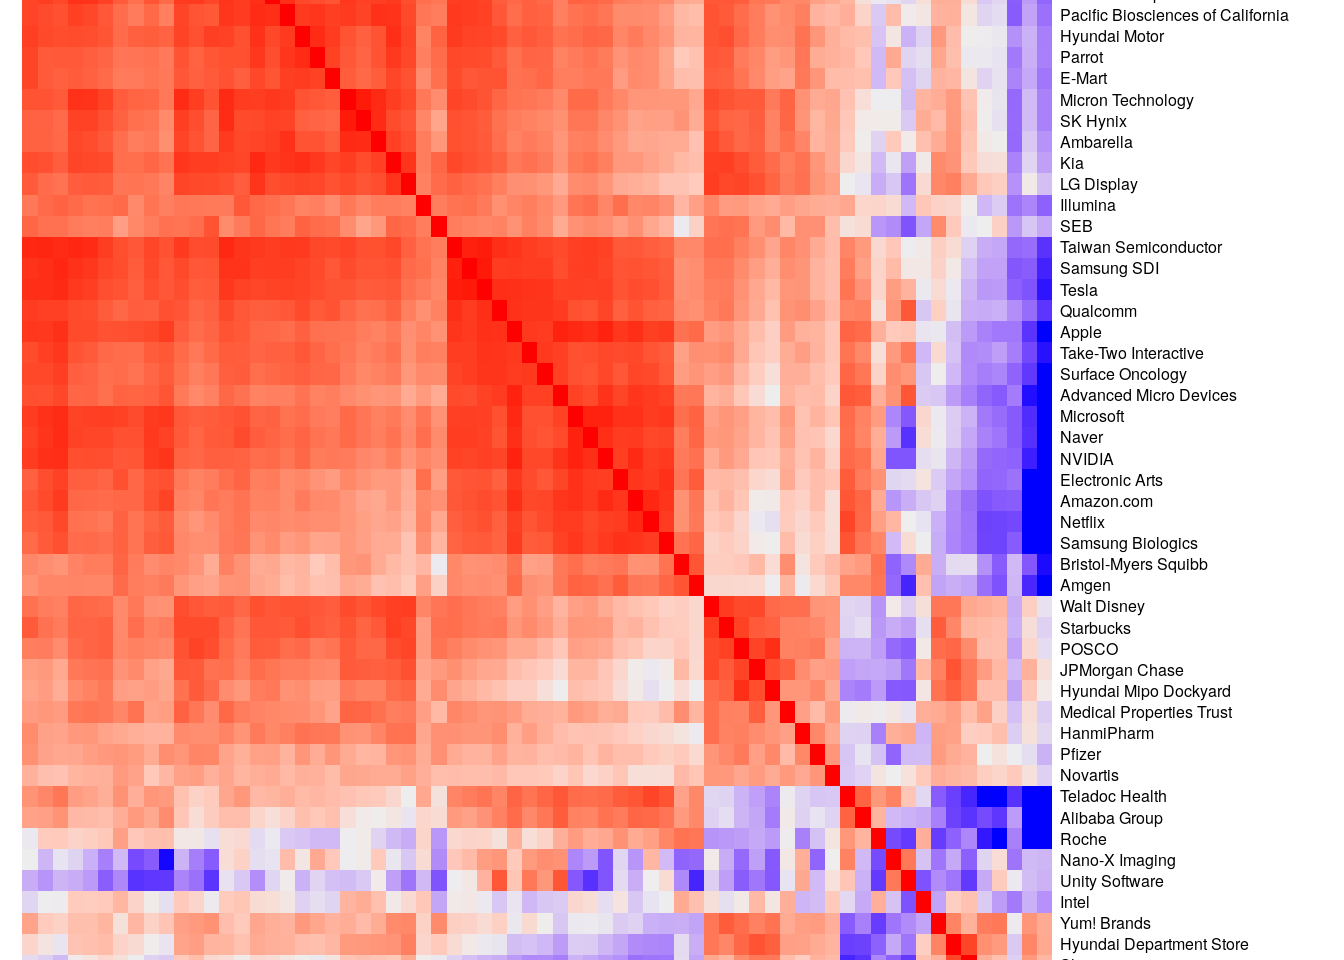 Pacific Biosciences of California
Hyundai Motor
Parrot
E-Mart
Micron Technology
SK Hynix
Ambarella
Kia
LG Display
Illumina
SEB
Taiwan Semiconductor
Samsung SDI
Tesla
Qualcomm
Apple
Take-Two Interactive
Surface Oncology
Advanced Micro Devices
Microsoft
Naver
NVIDIA
Electronic Arts
Amazon.com
Netflix
Samsung Biologics
Bristol-Myers Squibb
Amgen
Walt Disney
Starbucks
POSCO
JPMorgan Chase
Hyundai Mipo Dockyard
Medical Properties Trust
HanmiPharm
Pfizer
Novartis
Teladoc Health
Alibaba Group
Roche
Nano-X Imaging
Unity Software
Intel
Yum! Brands
Hyundai Department Store